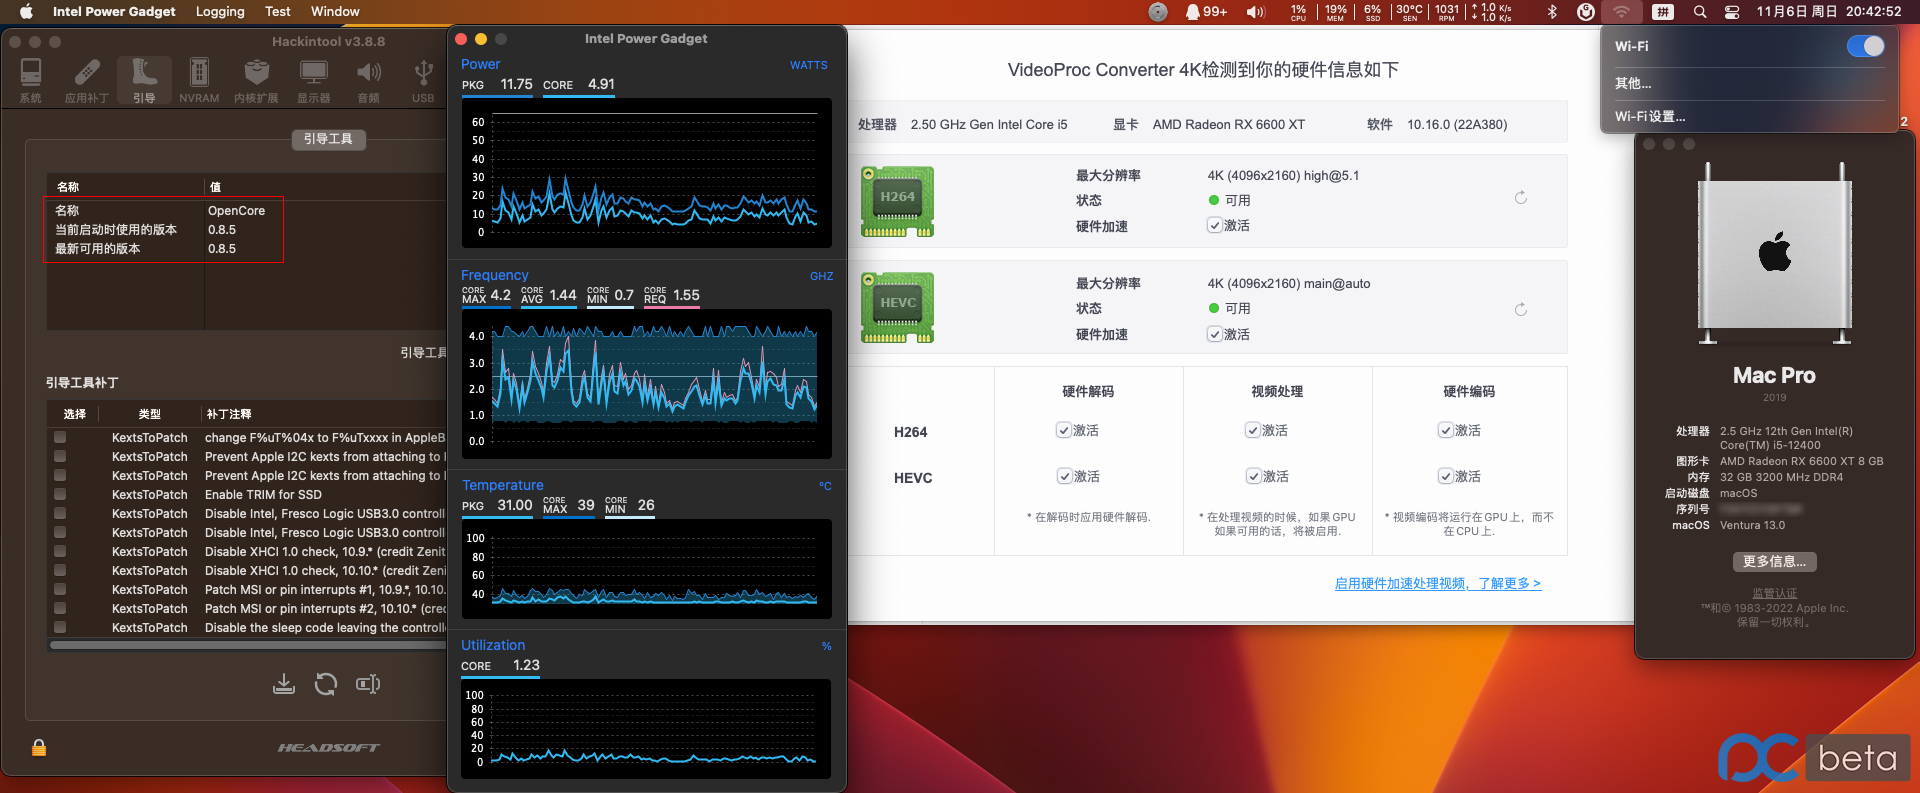 Intel Power Gadget Logging Test Window
99+ 1% CPU 19% MEM 6% SSD 30°C SEN 1031 RPM ↑ 1.0 K/s ↓ 1.0 K/s 拼 11月6日 周日 20:42:52
Hackintool v3.8.8
系统 应用补丁 引导 NVRAM 内核扩展 显示器 音频 USB
引导工具
名称 值
名称 OpenCore
当前启动时使用的版本 0.8.5
最新可用的版本 0.8.5
引导工具
引导工具补丁
选择 类型 补丁注释
KextsToPatch change F%uT%04x to F%uTxxxx in AppleB
KextsToPatch Prevent Apple I2C kexts from attaching to I
KextsToPatch Prevent Apple I2C kexts from attaching to I
KextsToPatch Enable TRIM for SSD
KextsToPatch Disable Intel, Fresco Logic USB3.0 controll
KextsToPatch Disable Intel, Fresco Logic USB3.0 controll
KextsToPatch Disable XHCI 1.0 check, 10.9.* (credit Zenit
KextsToPatch Disable XHCI 1.0 check, 10.10.* (credit Zeni
KextsToPatch Patch MSI or pin interrupts #1, 10.9.*, 10.10.
KextsToPatch Patch MSI or pin interrupts #2, 10.10.* (cred
KextsToPatch Disable the sleep code leaving the controlle
HEADSOFT
Intel Power Gadget
Power WATTS
PKG 11.75 CORE 4.91
60
50
40
30
20
10
0
Frequency GHZ
CORE MAX 4.2 CORE AVG 1.44 CORE MIN 0.7 CORE REQ 1.55
4.0
3.0
2.0
1.0
0.0
Temperature °C
PKG 31.00 CORE MAX 39 CORE MIN 26
100
80
60
40
Utilization %
CORE 1.23
100
80
60
40
20
0
VideoProc Converter 4K检测到你的硬件信息如下
处理器 2.50 GHz Gen Intel Core i5 显卡 AMD Radeon RX 6600 XT 软件 10.16.0 (22A380)
H264
最大分辨率 4K (4096x2160) high@5.1
状态 可用
硬件加速 激活
HEVC
最大分辨率 4K (4096x2160) main@auto
状态 可用
硬件加速 激活
硬件解码 视频处理 硬件编码
H264 激活 激活 激活
HEVC 激活 激活 激活
* 在解码时应用硬件解码.
* 在处理视频的时候，如果 GPU
如果可用的话，将被启用.
* 视频编码将运行在 GPU 上，而不
在 CPU 上.
启用硬件加速处理视频，了解更多 >
Wi-Fi
其他...
Wi-Fi设置...
2
Mac Pro
2019
处理器 2.5 GHz 12th Gen Intel(R)
Core(TM) i5-12400
图形卡 AMD Radeon RX 6600 XT 8 GB
内存 32 GB 3200 MHz DDR4
启动磁盘 macOS
序列号
macOS Ventura 13.0
更多信息...
监管认证
™和© 1983-2022 Apple Inc.
保留一切权利。
pc beta